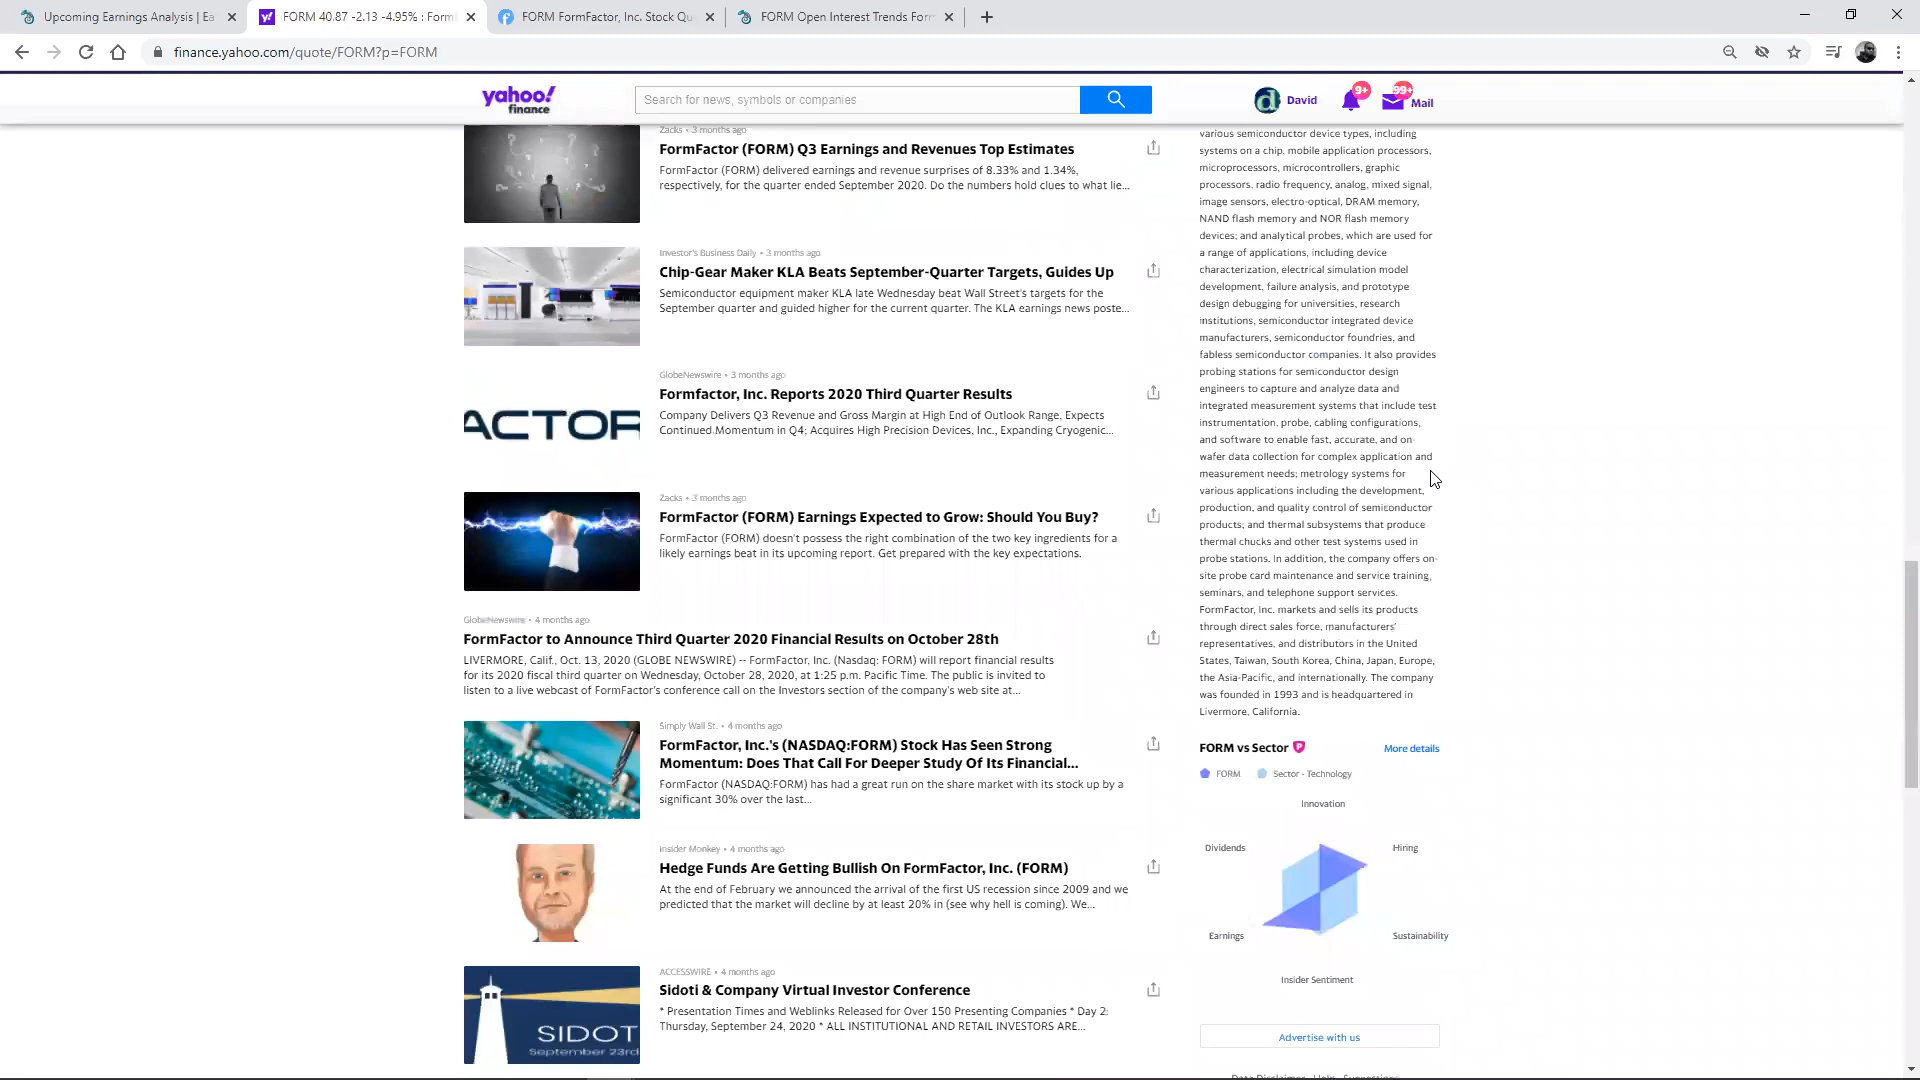 Upcoming Earnings Analysis | Ea
FORM 40.87 -2.13 -4.95% : Form
FORM FormFactor, Inc. Stock Qu
FORM Open Interest Trends Forn
finance.yahoo.com/quote/FORM?p=FORM
yahoo!
finance
Search for news, symbols or companies
David
9+
99+
Mail
Zacks • 3 months ago
FormFactor (FORM) Q3 Earnings and Revenues Top Estimates
FormFactor (FORM) delivered earnings and revenue surprises of 8.33% and 1.34%,
respectively, for the quarter ended September 2020. Do the numbers hold clues to what lie...
Investor's Business Daily • 3 months ago
Chip-Gear Maker KLA Beats September-Quarter Targets, Guides Up
Semiconductor equipment maker KLA late Wednesday beat Wall Street's targets for the
September quarter and guided higher for the current quarter. The KLA earnings news poste...
ACTOR
GlobeNewswire • 3 months ago
Formfactor, Inc. Reports 2020 Third Quarter Results
Company Delivers Q3 Revenue and Gross Margin at High End of Outlook Range, Expects
Continued Momentum in Q4; Acquires High Precision Devices, Inc., Expanding Cryogenic...
Zacks • 3 months ago
FormFactor (FORM) Earnings Expected to Grow: Should You Buy?
FormFactor (FORM) doesn't possess the right combination of the two key ingredients for a
likely earnings beat in its upcoming report. Get prepared with the key expectations.
GlobeNewswire • 4 months ago
FormFactor to Announce Third Quarter 2020 Financial Results on October 28th
LIVERMORE, Calif., Oct. 13, 2020 (GLOBE NEWSWIRE) -- FormFactor, Inc. (Nasdaq: FORM) will report financial results
for its 2020 fiscal third quarter on Wednesday, October 28, 2020, at 1:25 p.m. Pacific Time. The public is invited to
listen to a live webcast of FormFactor's conference call on the Investors section of the company's web site at...
Simply Wall St. • 4 months ago
FormFactor, Inc.'s (NASDAQ:FORM) Stock Has Seen Strong
Momentum: Does That Call For Deeper Study Of Its Financial...
FormFactor (NASDAQ:FORM) has had a great run on the share market with its stock up by a
significant 30% over the last...
Insider Monkey • 4 months ago
Hedge Funds Are Getting Bullish On FormFactor, Inc. (FORM)
At the end of February we announced the arrival of the first US recession since 2009 and we
predicted that the market will decline by at least 20% in (see why hell is coming). We...
SIDOT
September 23rd
ACCESSWIRE • 4 months ago
Sidoti & Company Virtual Investor Conference
* Presentation Times and Weblinks Released for Over 150 Presenting Companies * Day 2:
Thursday, September 24, 2020 * ALL INSTITUTIONAL AND RETAIL INVESTORS ARE...
various semiconductor device types, including
systems on a chip, mobile application processors,
microprocessors, microcontrollers, graphic
processors, radio frequency, analog, mixed signal,
image sensors, electro-optical, DRAM memory,
NAND flash memory and NOR flash memory
devices; and analytical probes, which are used for
a range of applications, including device
characterization, electrical simulation model
development, failure analysis, and prototype
design debugging for universities, research
institutions, semiconductor integrated device
manufacturers, semiconductor foundries, and
fabless semiconductor companies. It also provides
probing stations for semiconductor design
engineers to capture and analyze data and
integrated measurement systems that include test
instrumentation, probe, cabling configurations,
and software to enable fast, accurate, and on-
wafer data collection for complex application and
measurement needs; metrology systems for
various applications including the development,
production, and quality control of semiconductor
products; and thermal subsystems that produce
thermal chucks and other test systems used in
probe stations. In addition, the company offers on-
site probe card maintenance and service training,
seminars, and telephone support services.
FormFactor, Inc. markets and sells its products
through direct sales force, manufacturers'
representatives, and distributors in the United
States, Taiwan, South Korea, China, Japan, Europe,
the Asia-Pacific, and internationally. The company
was founded in 1993 and is headquartered in
Livermore, California.
FORM vs Sector
More details
FORM
Sector - Technology
Innovation
Dividends
Hiring
Earnings
Sustainability
Insider Sentiment
Advertise with us
Data Disclaimer Help Suggestions